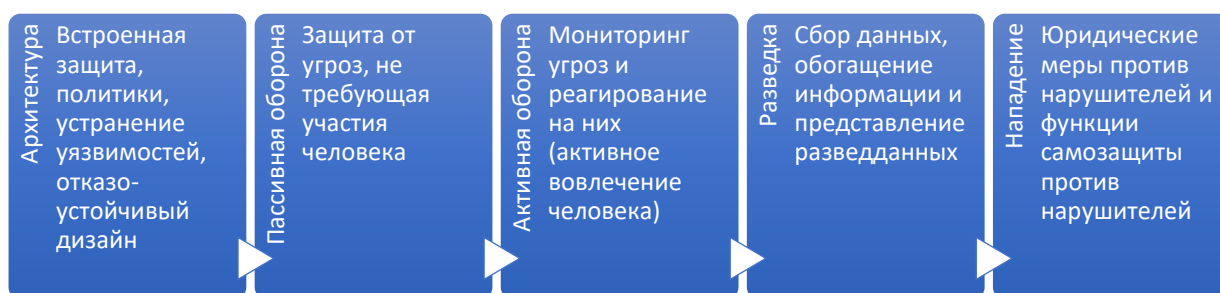 Архитектура
Встроенная
защита,
политики,
устранение
уязвимостей,
отказо-
устойчивый
дизайн
Пассивная оборона
Защита от
угроз, не
требующая
участия
человека
Активная оборона
Мониторинг
угроз и
реагирование
на них
(активное
вовлечение
человека)
Разведка
Сбор данных,
обогащение
информации и
представление
разведданных
Нападение
Юридические
меры против
нарушителей и
функции
самозащиты
против
нарушителей